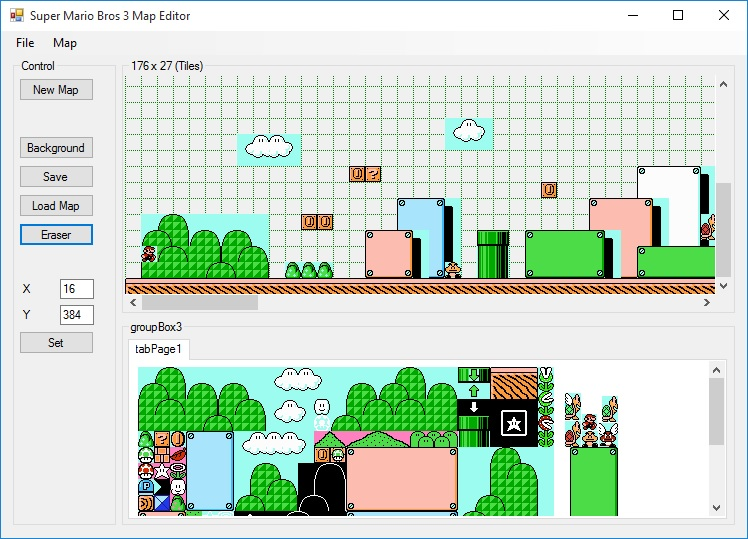 Super Mario Bros 3 Map Editor
File Map
Control
New Map
Background
Save
Load Map
Eraser
X 16
Y 384
Set
176 x 27 (Tiles)
?
groupBox3
tabPage1
?
P